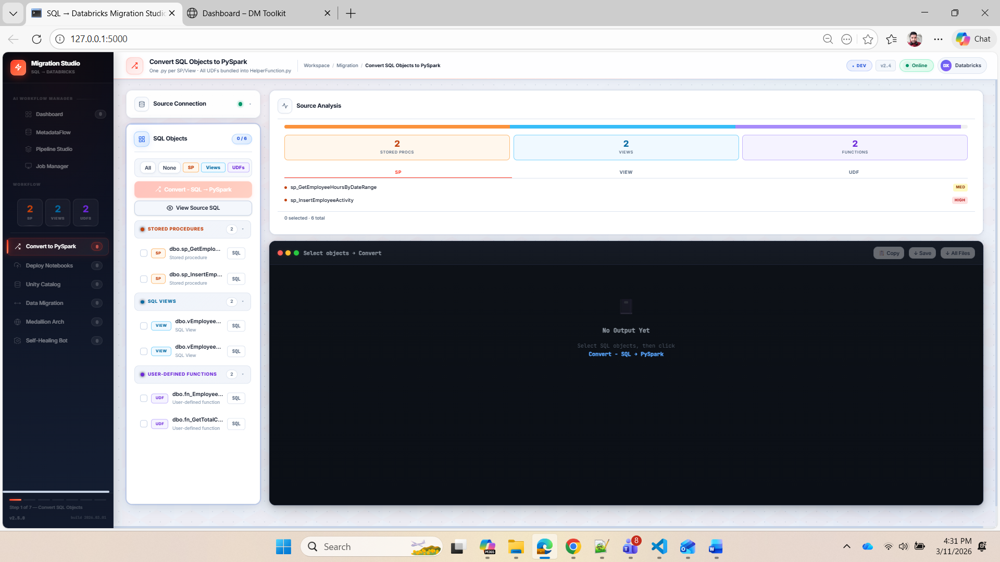 SQL → Databricks Migration Studio
Dashboard – DM Toolkit
127.0.0.1:5000
Chat
Migration Studio
SQL → DATABRICKS
AI WORKFLOW MANAGER
Dashboard 0
MetadataFlow
Pipeline Studio
Job Manager
WORKFLOW
2 2 2
SP VIEWS UDFS
Convert to PySpark 0
Deploy Notebooks 0
Unity Catalog 0
Data Migration 0
Medallion Arch 0
Self-Healing Bot 0
Step 1 of 7 — Convert SQL Objects
v2.5.0 build 2026.03.01
Convert SQL Objects to PySpark
One .py per SP/View · All UDFs bundled into HelperFunction.py
Workspace / Migration / Convert SQL Objects to PySpark
• DEV
v2.4
Online
DX Databricks
Source Connection
SQL Objects 0 / 6
All None SP Views UDFs
Convert - SQL → PySpark
View Source SQL
STORED PROCEDURES 2
SP dbo.sp_GetEmplo... SQL
Stored procedure
SP dbo.sp_InsertEmp... SQL
Stored procedure
SQL VIEWS 2
VIEW dbo.vEmployee... SQL
SQL View
VIEW dbo.vEmployee... SQL
SQL View
USER-DEFINED FUNCTIONS 2
UDF dbo.fn_Employee... SQL
User-defined function
UDF dbo.fn_GetTotalC... SQL
User-defined function
Source Analysis
2 2 2
STORED PROCS VIEWS FUNCTIONS
SP VIEW UDF
sp_GetEmployeeHoursByDateRange MED
sp_InsertEmployeeActivity HIGH
0 selected · 6 total
Select objects → Convert
Copy ↓ Save ↓ All Files
No Output Yet
Select SQL objects, then click
Convert - SQL → PySpark
Search
M365
8
4:31 PM
3/11/2026